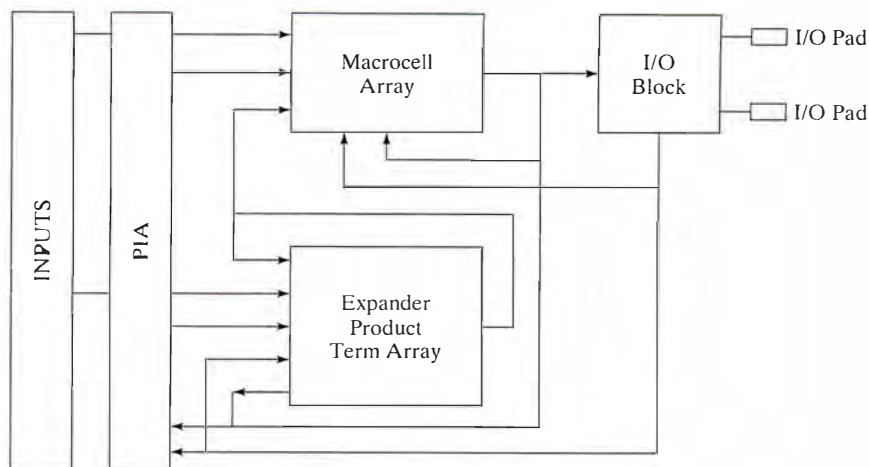 INPUTS
PIA
Macrocell
Array
I/O
Block
I/O Pad
I/O Pad
Expander
Product
Term Array